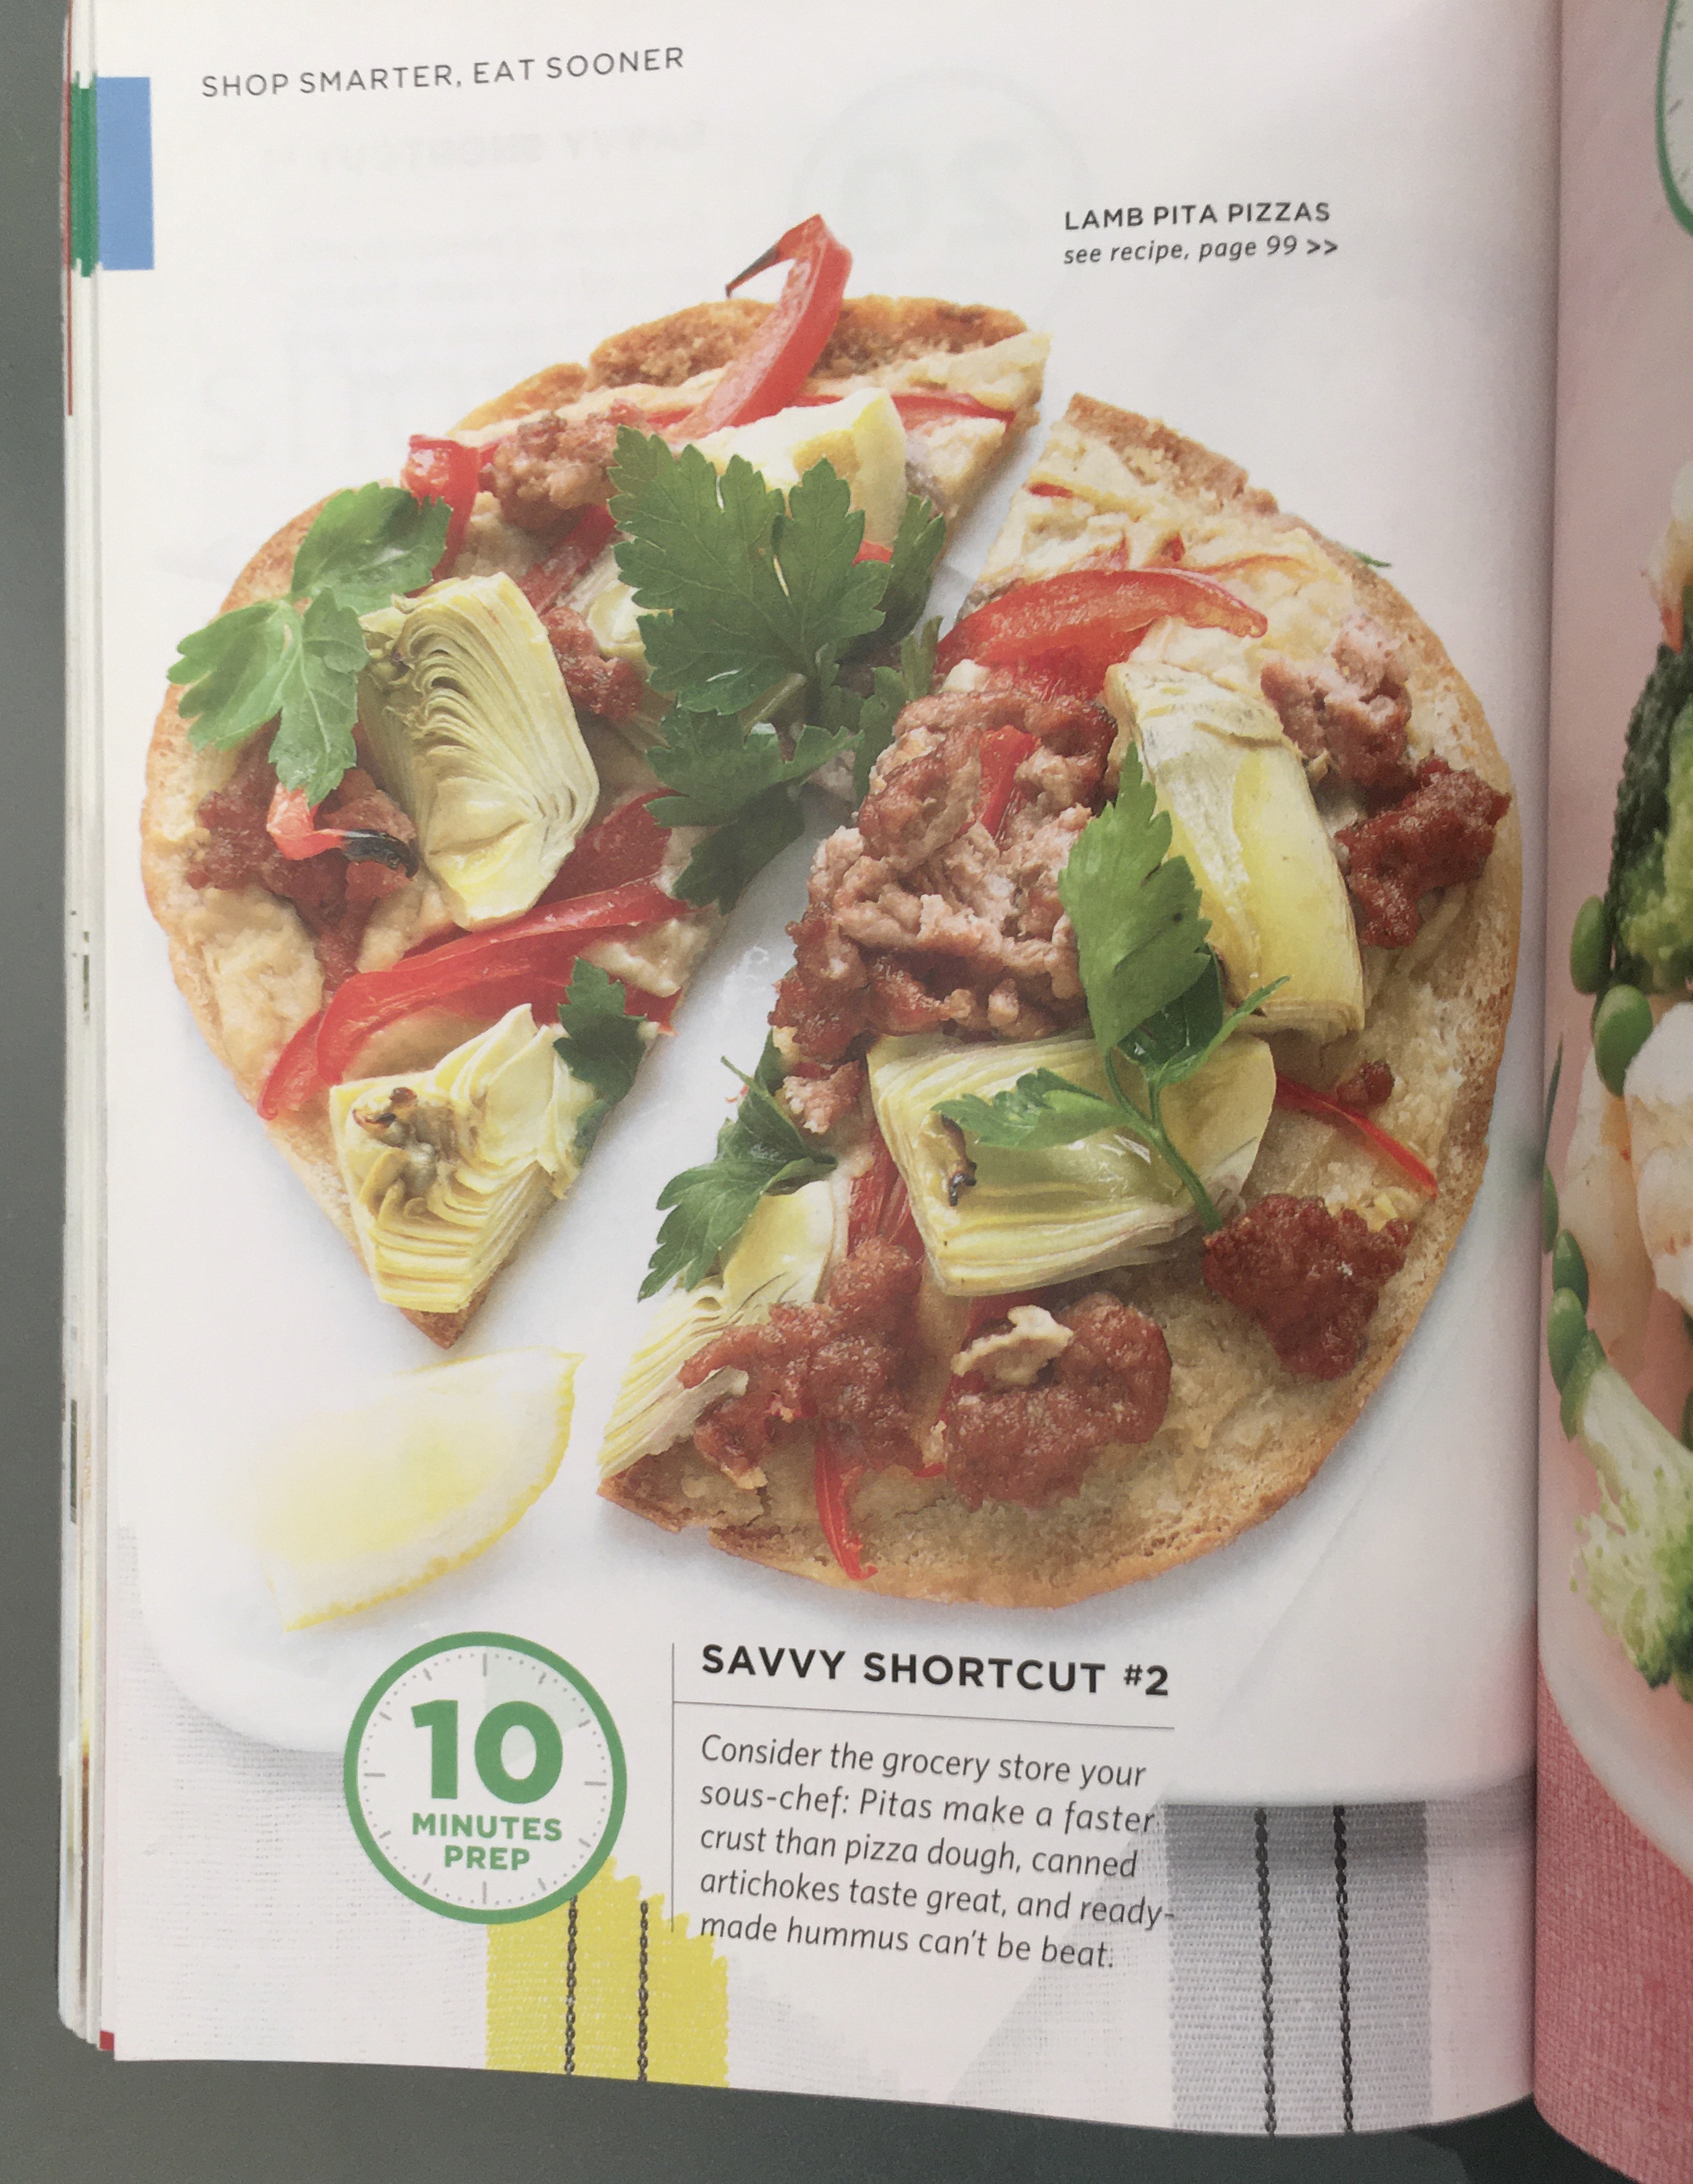 SHOP SMARTER, EAT SOONER
LAMB PITA PIZZAS
see recipe, page 99 >>
10
MINUTES
PREP
SAVVY SHORTCUT #2
Consider the grocery store your
sous-chef: Pitas make a faster
crust than pizza dough, canned
artichokes taste great, and ready-
made hummus can't be beat.